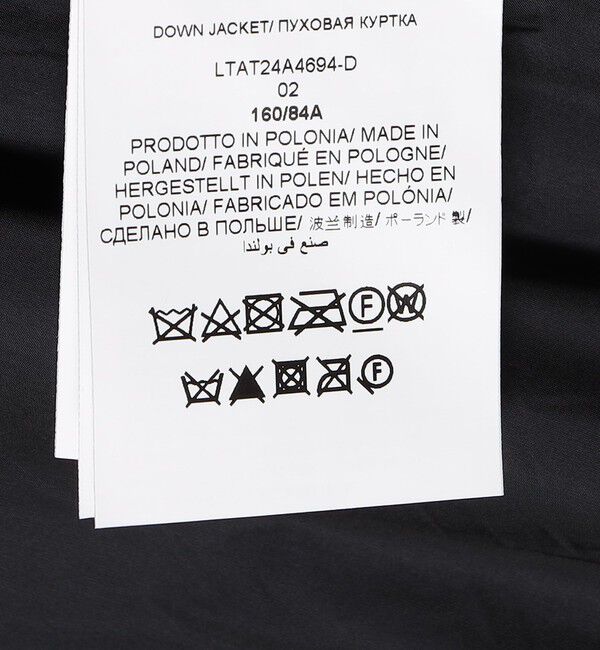 DOWN JACKET/ ПУХОВАЯ КУРТКА
LTAT24A4694-D
02
160/84A
PRODOTTO IN POLONIA/ MADE IN
POLAND/ FABRIQUÉ EN POLOGNE/
HERGESTELLT IN POLEN/ HECHO EN
POLONIA/ FABRICADO EM POLÓNIA/
СДЕЛАНО В ПОЛЬШЕ/ 波兰制造/ ポーランド製/
صنع في بولندا
F W
F